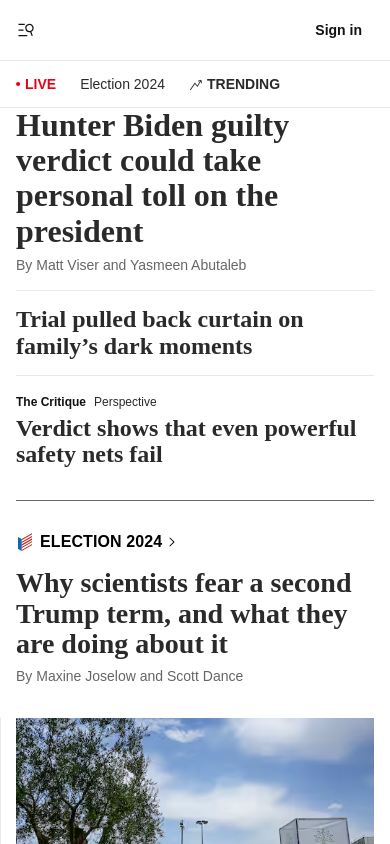 Sign in
LIVE
Election 2024
TRENDING
Hunter Biden guilty
verdict could take
personal toll on the
president
By Matt Viser and Yasmeen Abutaleb
Trial pulled back curtain on
family’s dark moments
The Critique Perspective
Verdict shows that even powerful
safety nets fail
ELECTION 2024
Why scientists fear a second
Trump term, and what they
are doing about it
By Maxine Joselow and Scott Dance